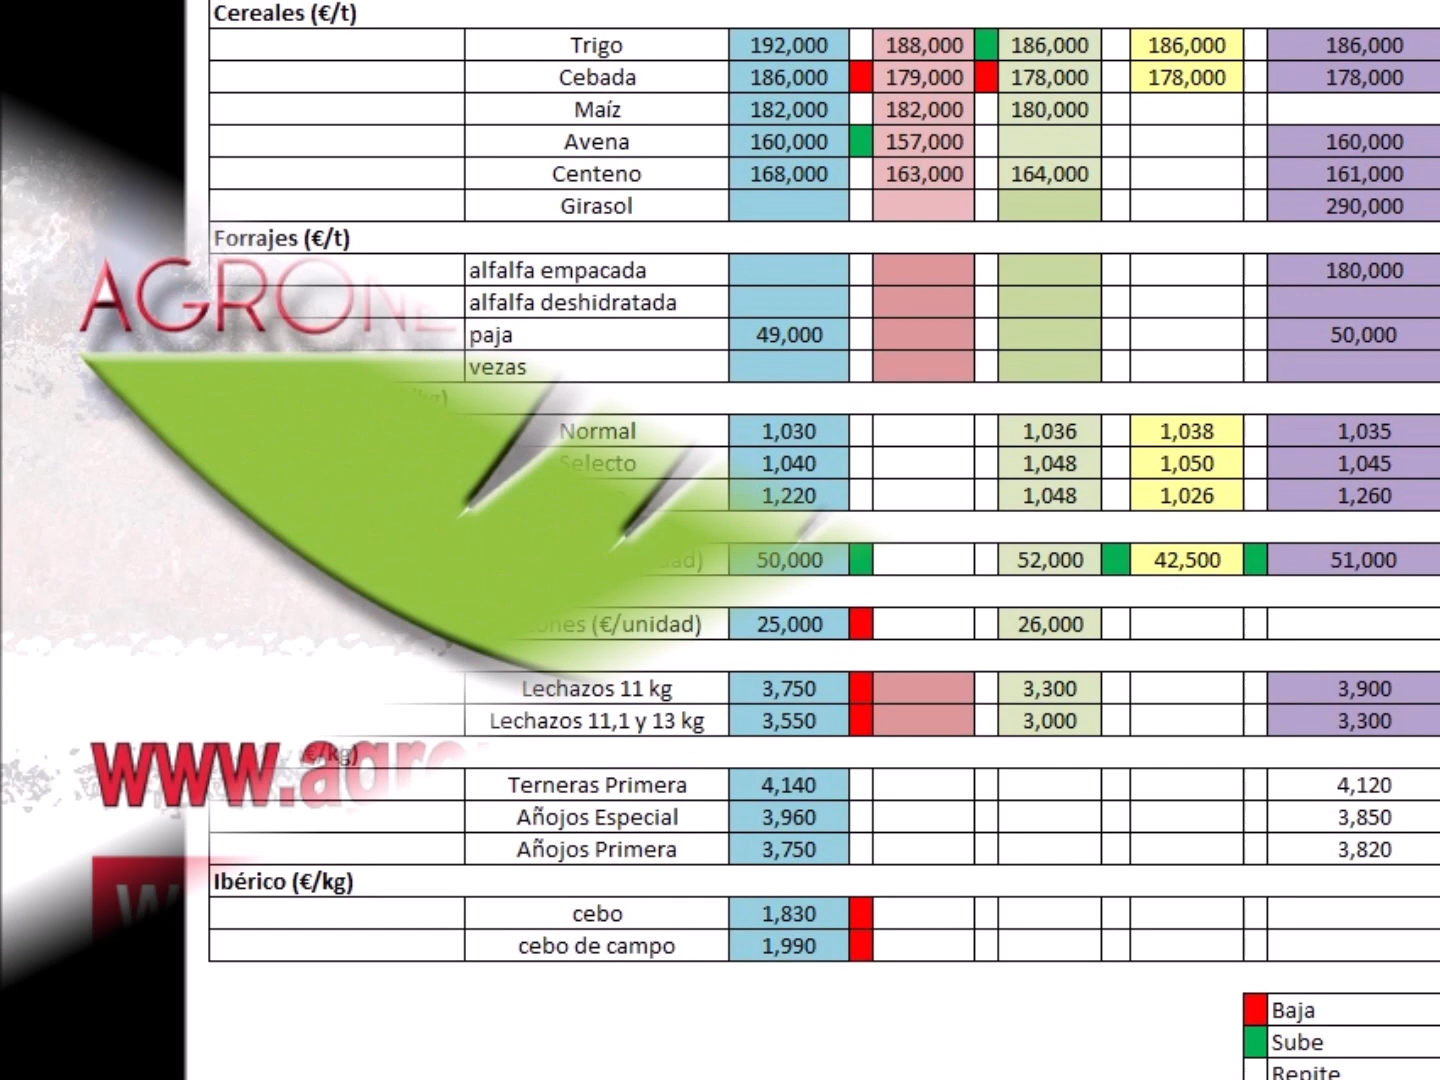 Cereales (€/t)
Trigo 192,000 188,000 186,000 186,000 186,000
Cebada 186,000 179,000 178,000 178,000 178,000
Maíz 182,000 182,000 180,000
Avena 160,000 157,000 160,000
Centeno 168,000 163,000 164,000 161,000
Girasol 290,000
Forrajes (€/t)
alfalfa empacada 180,000
AGRONE
alfalfa deshidratada
paja 49,000 50,000
vezas
Normal 1,030 1,036 1,038 1,035
Selecto 1,040 1,048 1,050 1,045
1,220 1,048 1,026 1,260
50,000 52,000 42,500 51,000
(€/unidad) 25,000 26,000
Lechazos 11 kg 3,750 3,300 3,900
Lechazos 11,1 y 13 kg 3,550 3,000 3,300
€/kg)
www.agro
Terneras Primera 4,140 4,120
Añojos Especial 3,960 3,850
Añojos Primera 3,750 3,820
Ibérico (€/kg)
cebo 1,830
cebo de campo 1,990
Baja
Sube
Repite